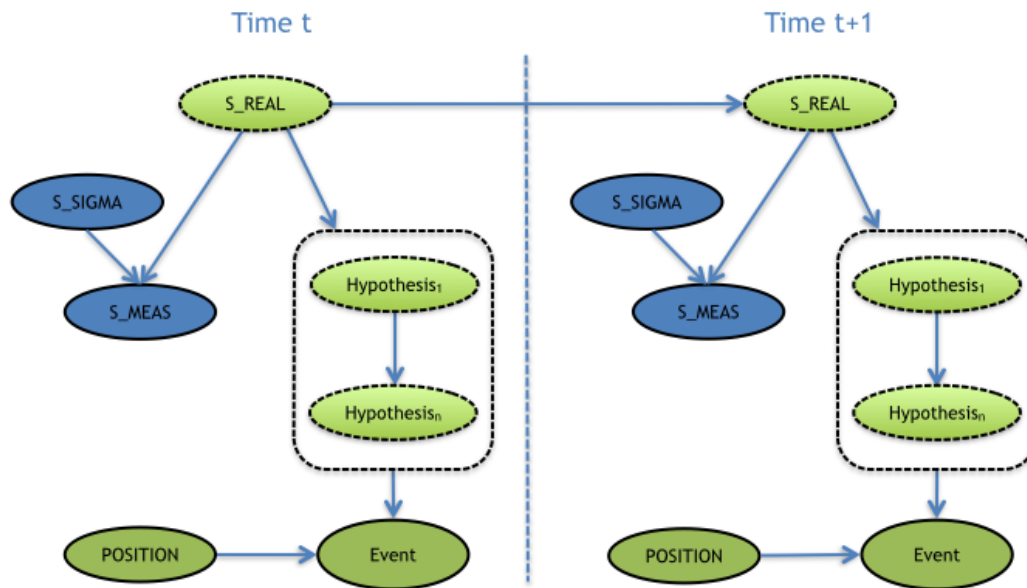 Time t
Time t+1
S_REAL
S_REAL
S_SIGMA
S_SIGMA
S_MEAS
S_MEAS
Hypothesis₁
Hypothesis₁
Hypothesisₙ
Hypothesisₙ
POSITION
Event
POSITION
Event